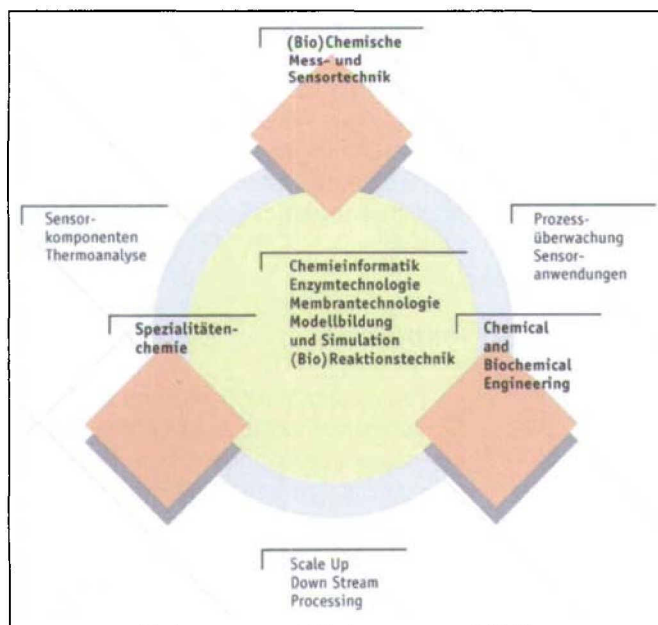 (Bio)Chemische
Mess- und
Sensortechnik
Sensor-
komponenten
Thermoanalyse
Prozess-
überwachung
Sensor-
anwendungen
Chemieinformatik
Enzymtechnologie
Membrantechnologie
Modellbildung
und Simulation
(Bio)Reaktionstechnik
Spezialitäten-
chemie
Chemical
and
Biochemical
Engineering
Scale Up
Down Stream
Processing